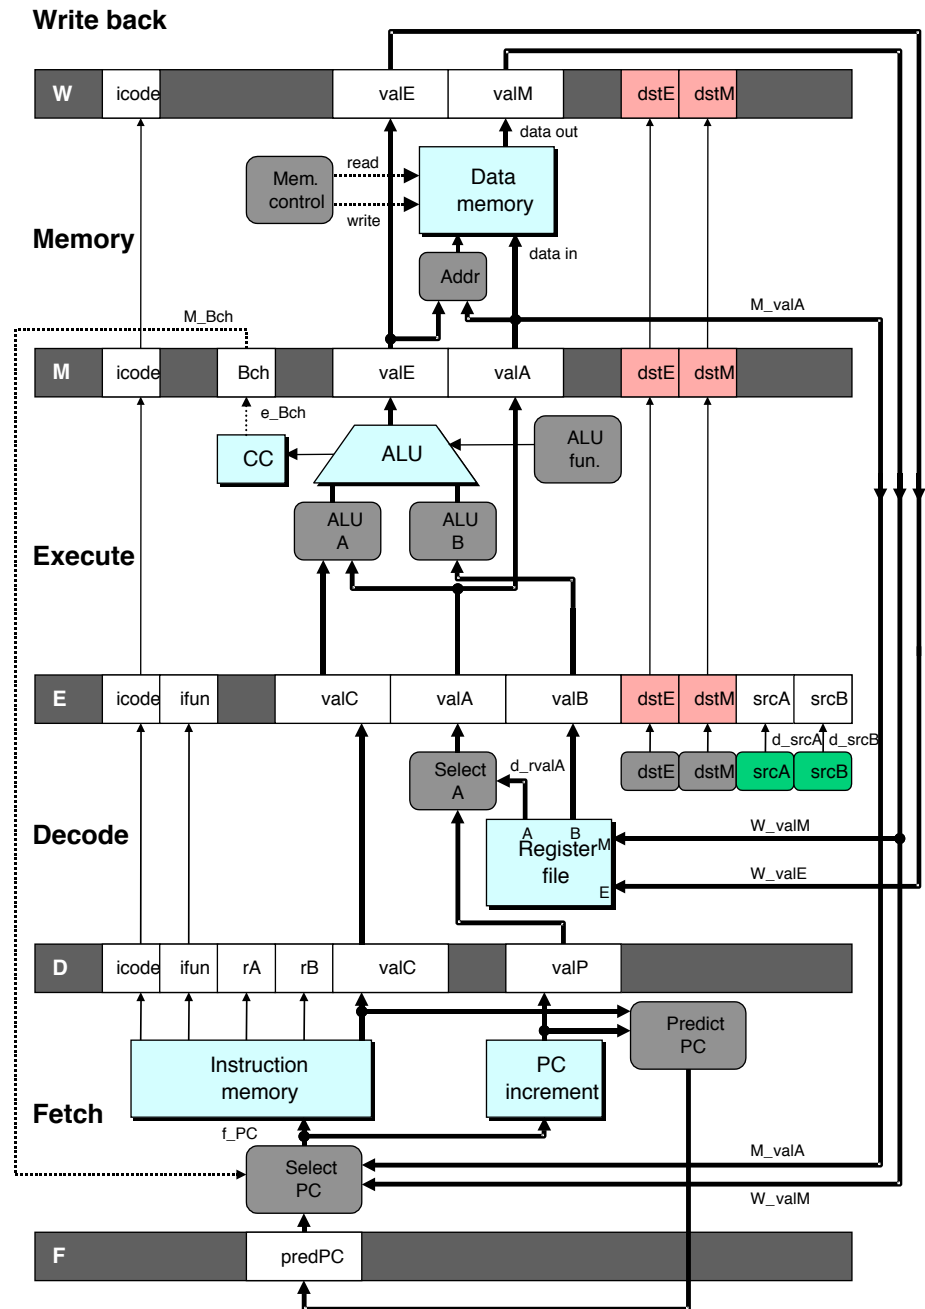 Write back
W icode valE valM dstE dstM
data out
read
Mem.
control
Data
memory
write
Memory
data in
Addr
M_Bch
M_valA
M icode Bch valE valA dstE dstM
e_Bch
CC
ALU
ALU
fun.
ALU
A
ALU
B
Execute
E icode ifun valC valA valB dstE dstM srcA srcB
d_srcA d_srcB
Select
A
d_rvalA
dstE dstM srcA srcB
Decode
A B
Register
file
M
E
W_valM
W_valE
D icode ifun rA rB valC valP
Predict
PC
Instruction
memory
PC
increment
Fetch
f_PC
Select
PC
M_valA
W_valM
F predPC